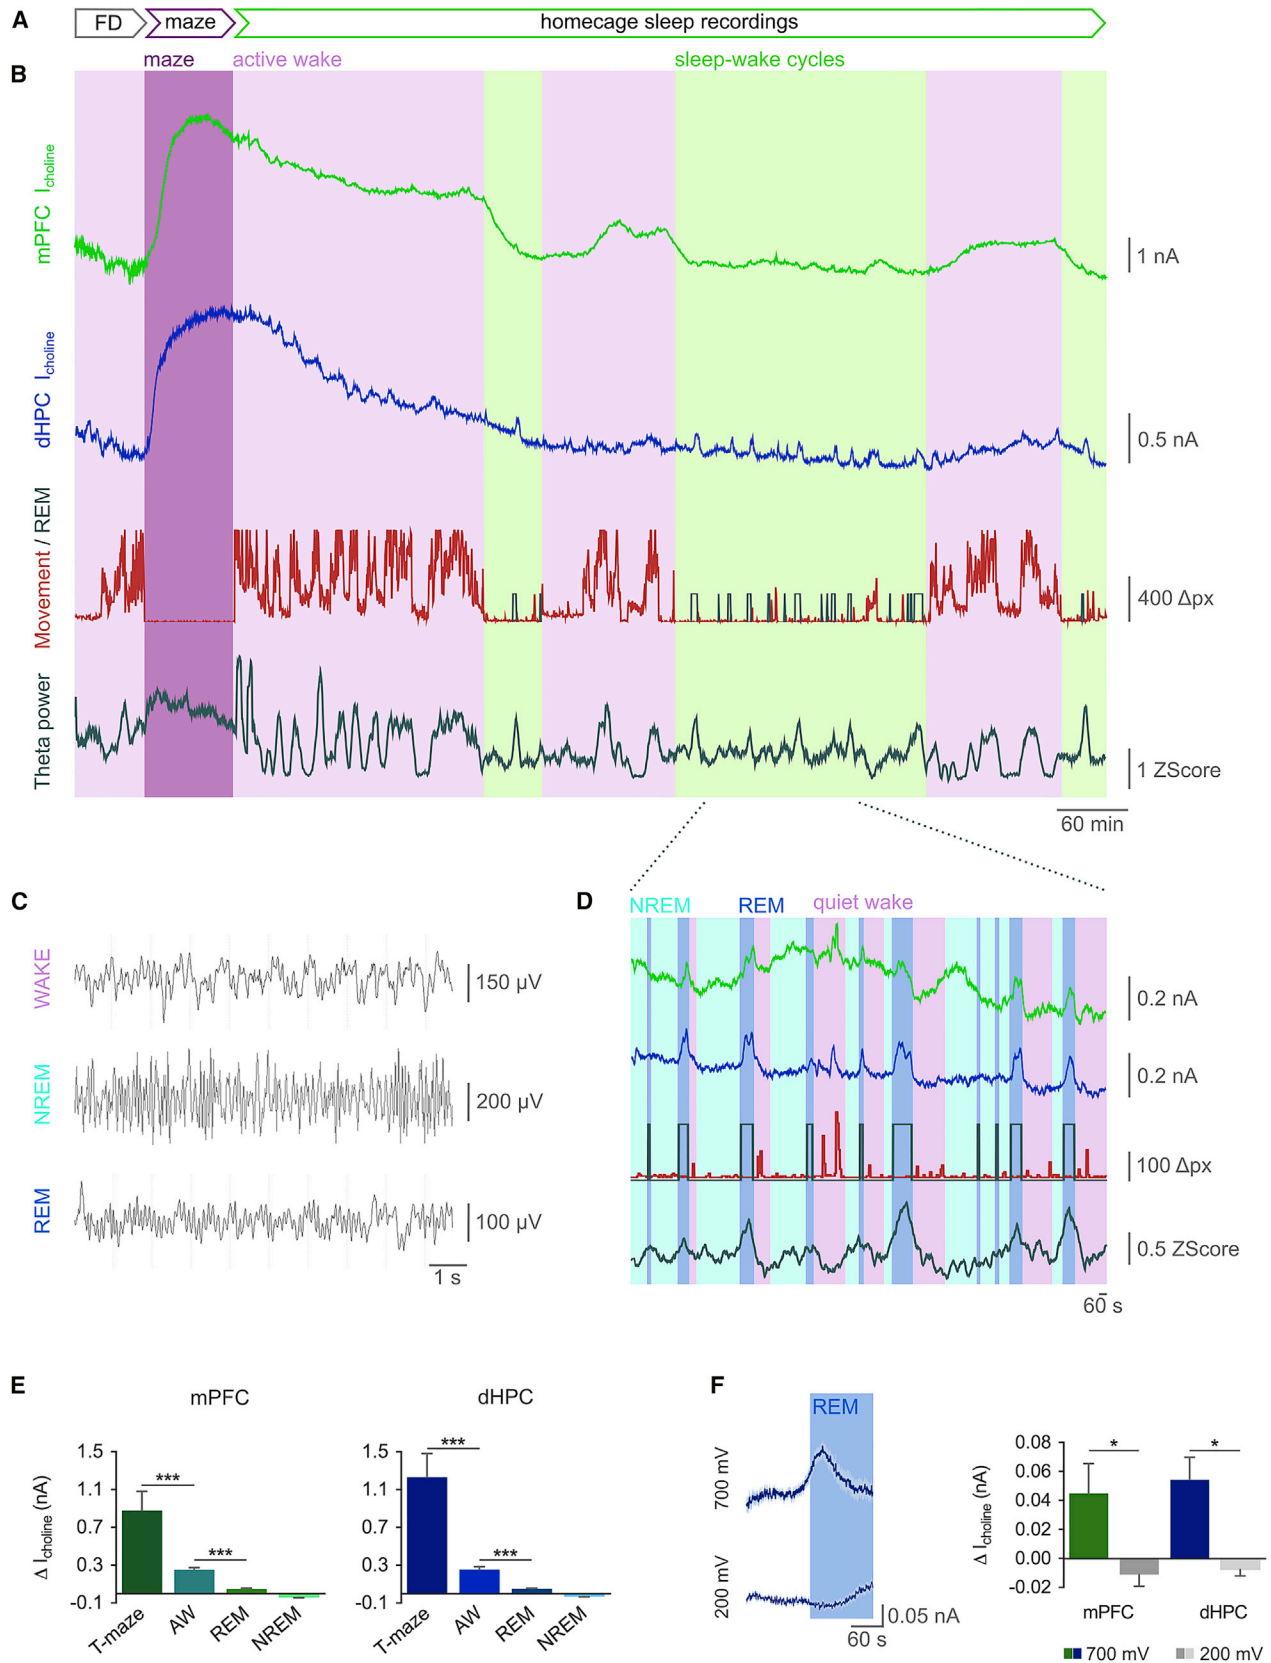 A
FD
maze
homecage sleep recordings
B
maze
active wake
sleep-wake cycles
mPFC Icholine
1 nA
dHPC Icholine
0.5 nA
Movement / REM
400 Δpx
Theta power
1 ZScore
60 min
C
WAKE
150 µV
NREM
200 µV
REM
100 µV
1 s
D
NREM
REM
quiet wake
0.2 nA
0.2 nA
100 Δpx
0.5 ZScore
60 s
E
mPFC
Δ Icholine (nA)
1.5
1.1
0.7
0.3
-0.1
***
***
T-maze
AW
REM
NREM
dHPC
1.5
1.1
0.7
0.3
-0.1
***
***
T-maze
AW
REM
NREM
F
REM
700 mV
200 mV
0.05 nA
60 s
Δ Icholine (nA)
0.08
0.06
0.04
0.02
0.00
-0.02
*
*
mPFC
dHPC
700 mV
200 mV